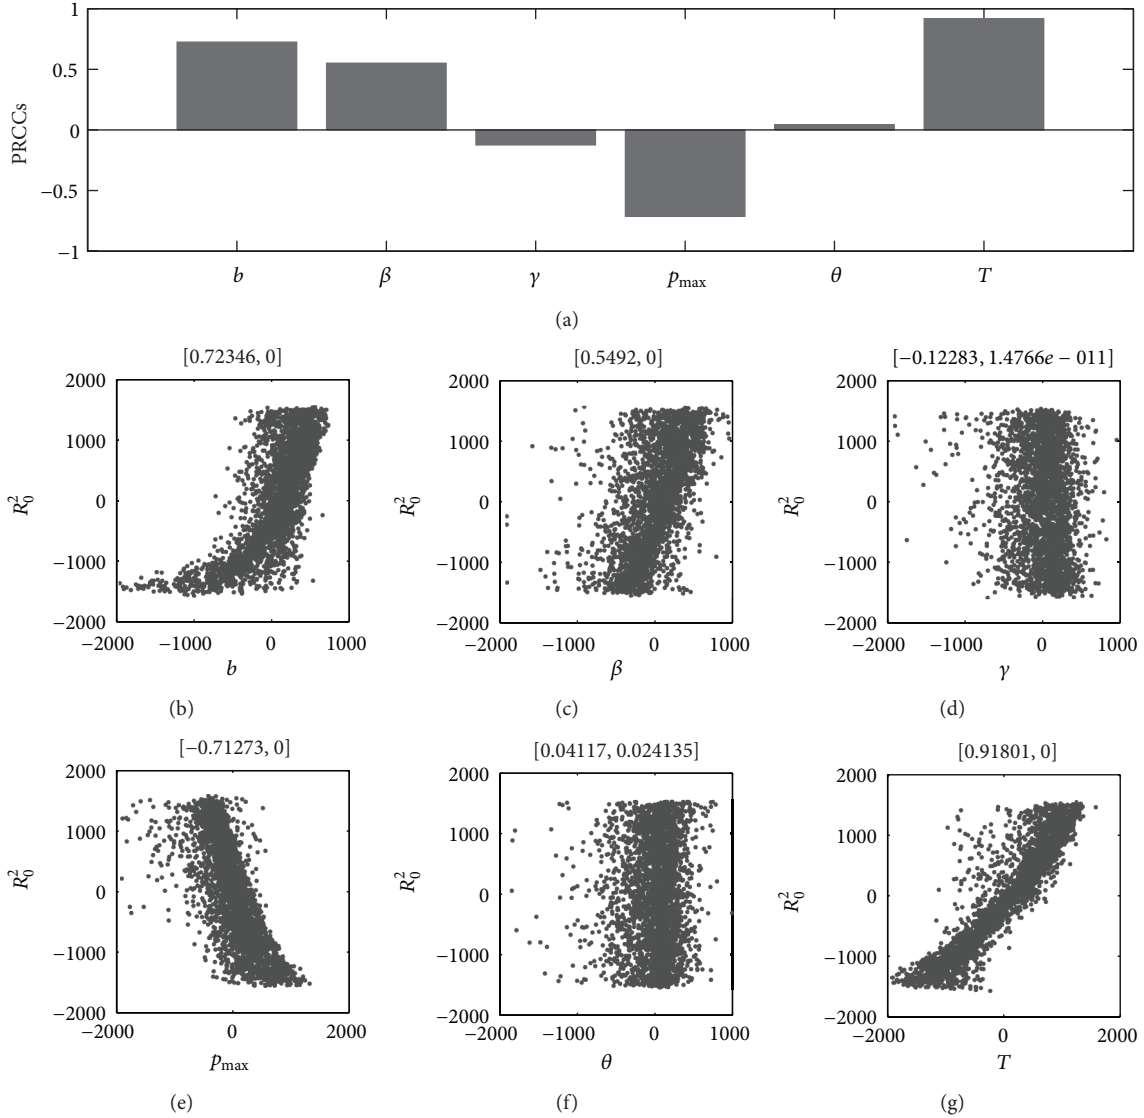 1
0.5
0
−0.5
−1
PRCCs
b β γ p_max θ T
(a)
[0.72346, 0] [0.5492, 0] [−0.12283, 1.4766e − 011]
2000 2000 2000
1000 1000 1000
0 0 0
−1000 −1000 −1000
−2000 −2000 −2000
R_0^2 R_0^2 R_0^2
−2000 −1000 0 1000 −2000 −1000 0 1000 −2000 −1000 0 1000
b β γ
(b) (c) (d)
[−0.71273, 0] [0.04117, 0.024135] [0.91801, 0]
2000 2000 2000
1000 1000 1000
0 0 0
−1000 −1000 −1000
−2000 −2000 −2000
R_0^2 R_0^2 R_0^2
−2000 0 2000 −2000 −1000 0 1000 −2000 0 2000
p_max θ T
(e) (f) (g)